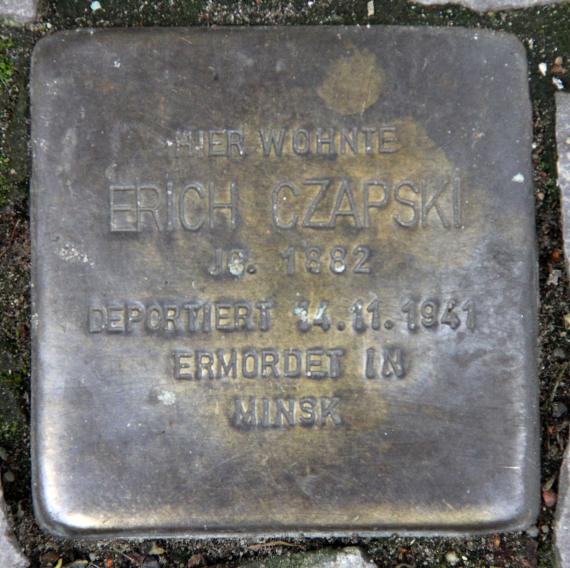 HIER WOHNTE
ERICH CZAPSKI
JG. 1882
DEPORTIERT 14.11.1941
ERMORDET IN
MINSK